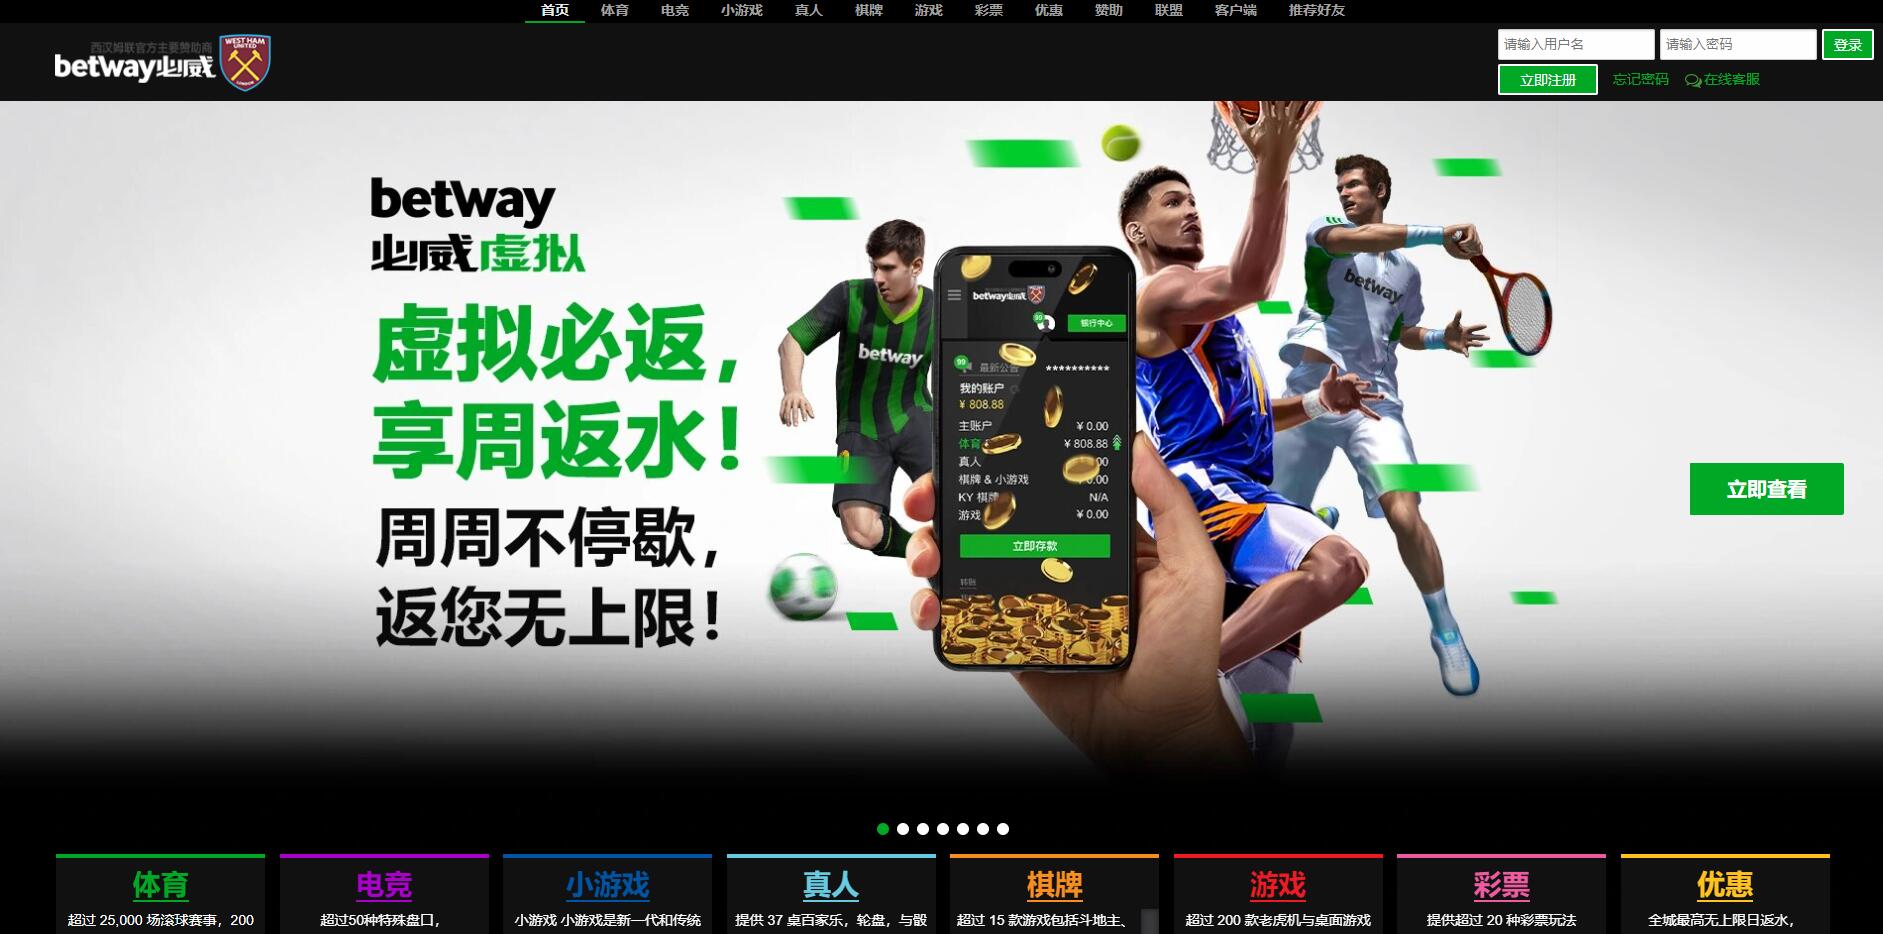 首页 体育 电竞 小游戏 真人 棋牌 游戏 彩票 优惠 赞助 联盟 客户端 推荐好友
西汉姆联官方主要赞助商
betway必威
WEST HAM
UNITED
LONDON
请输入用户名 请输入密码 登录
立即注册 忘记密码 在线客服
betway
必威虚拟
虚拟必返，
享周返水！
周周不停歇，
返您无上限！
betway
betway
betway必威
99
银行中心
99
最新公告 **********
我的账户
¥ 808.88
主账户 ¥ 0.00
体育 ¥ 808.88
真人 00
棋牌 & 小游戏 0.00
KY 棋牌 N/A
游戏 ¥ 0.00
立即存款
转账
立即查看
体育 电竞 小游戏 真人 棋牌 游戏 彩票 优惠
超过 25,000 场滚球赛事，200 超过50种特殊盘口， 小游戏 小游戏是新一代和传统 提供 37 桌百家乐，轮盘，与骰 超过 15 款游戏包括斗地主、 超过 200 款老虎机与桌面游戏 提供超过 20 种彩票玩法 全城最高无上限日返水，